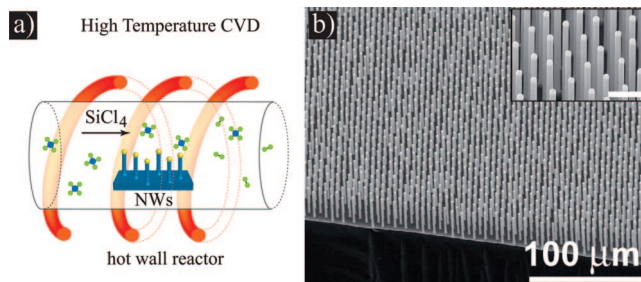 a)
High Temperature CVD
SiCl4
NWs
hot wall reactor
b)
100 μm